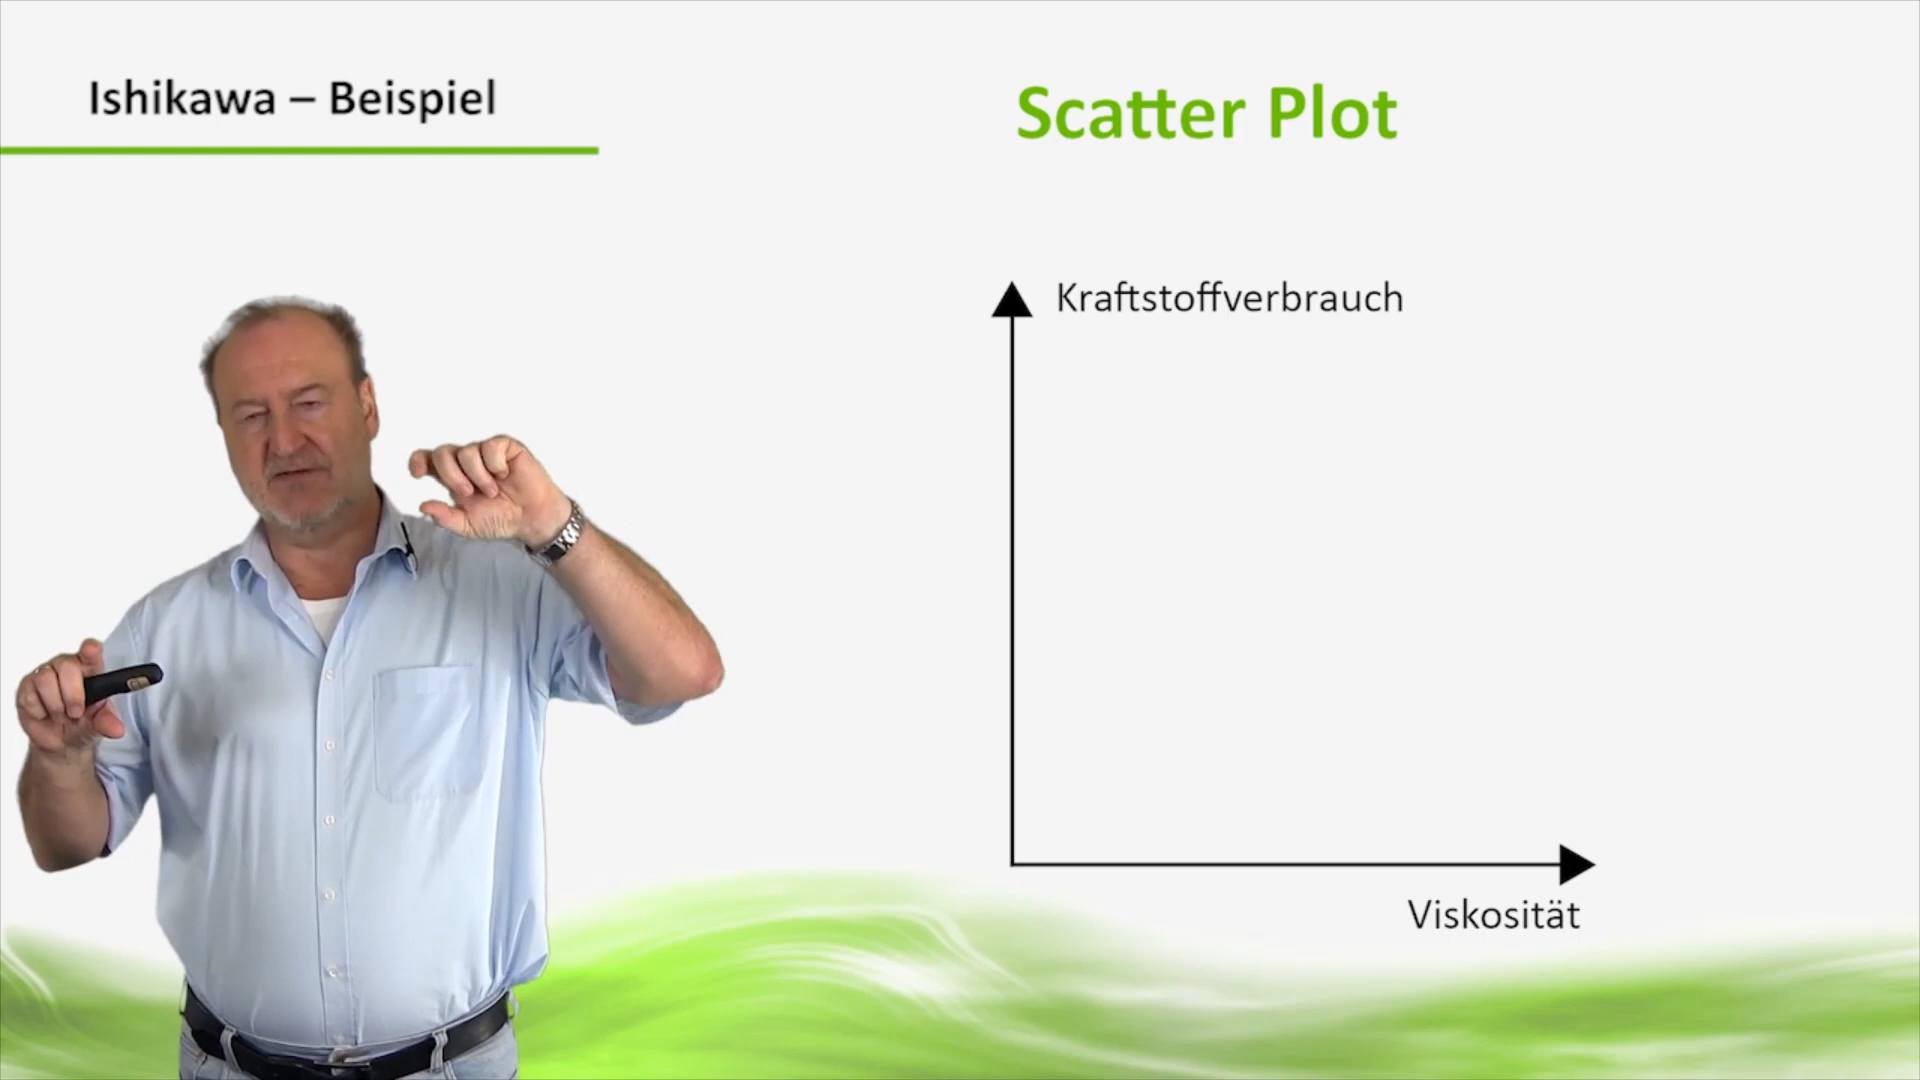 Ishikawa – Beispiel
Scatter Plot
Kraftstoffverbrauch
Viskosität